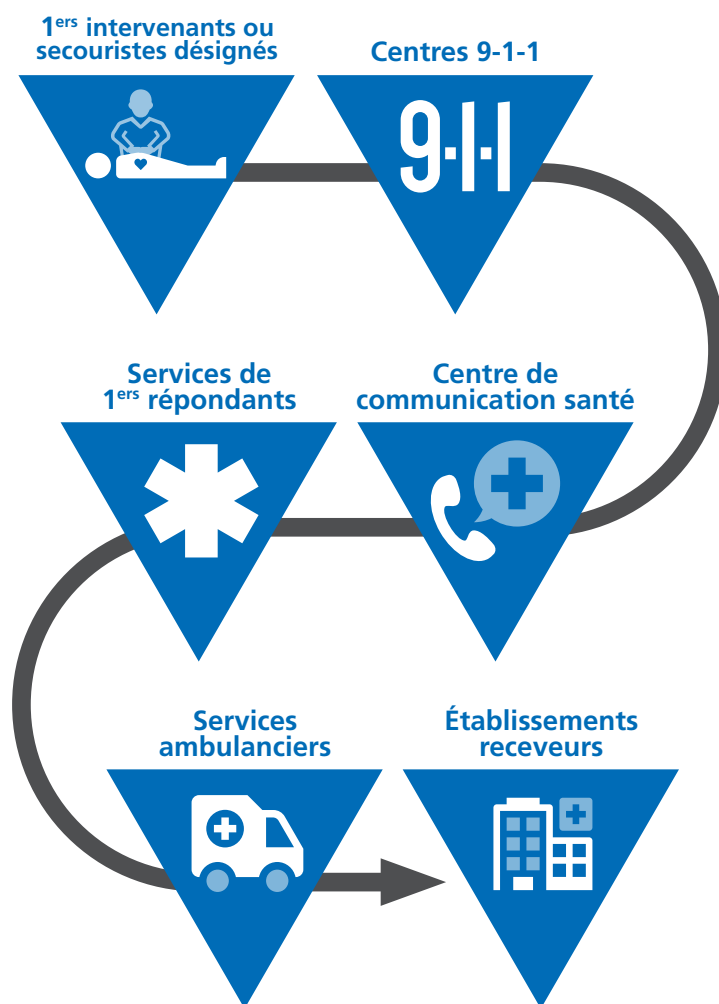 1ers intervenants ou
secouristes désignés
Centres 9-1-1
9-1-1
Services de
1ers répondants
Centre de
communication santé
Services
ambulanciers
Établissements
receveurs